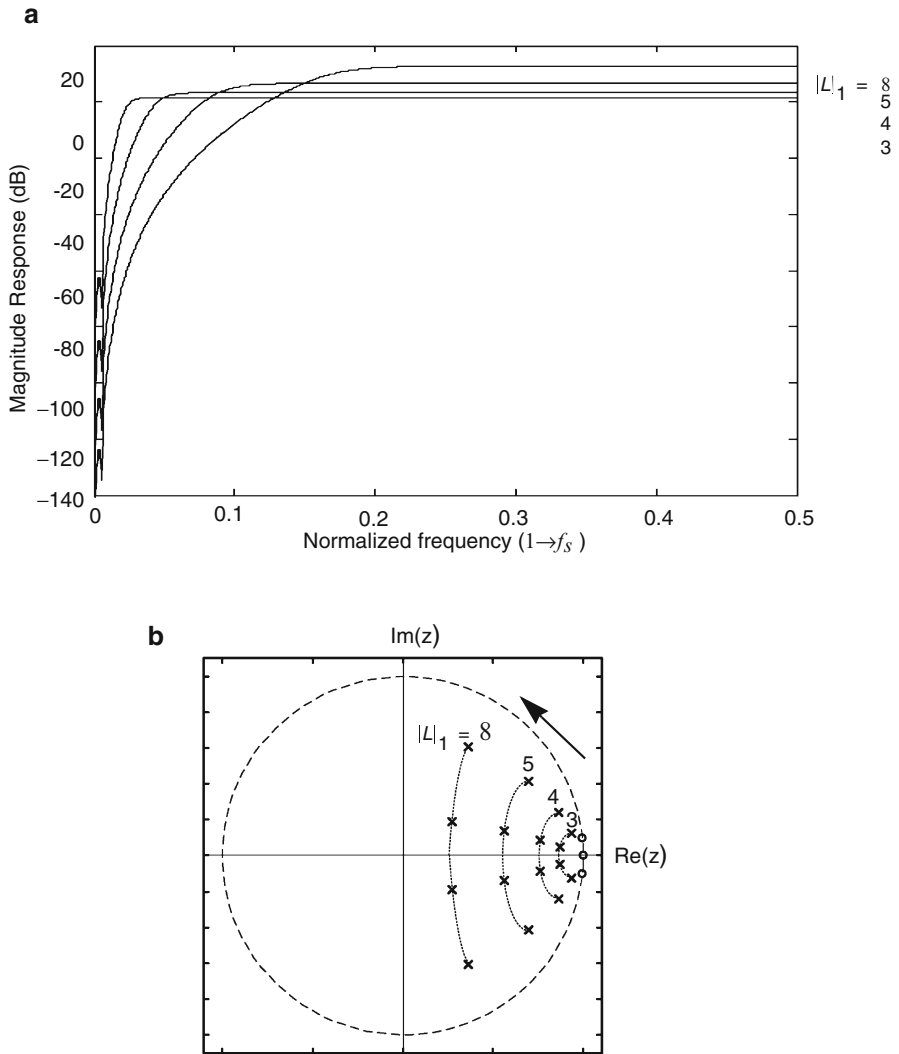 a
20
0
-20
-40
-60
-80
−100
−120
−140
Magnitude Response (dB)
|L|₁ = 8
5
4
3
0
0.1
0.2
0.3
0.4
0.5
Normalized frequency (1→fₛ )
b
Im(z)
|L|₁ = 8
5
4
3
Re(z)